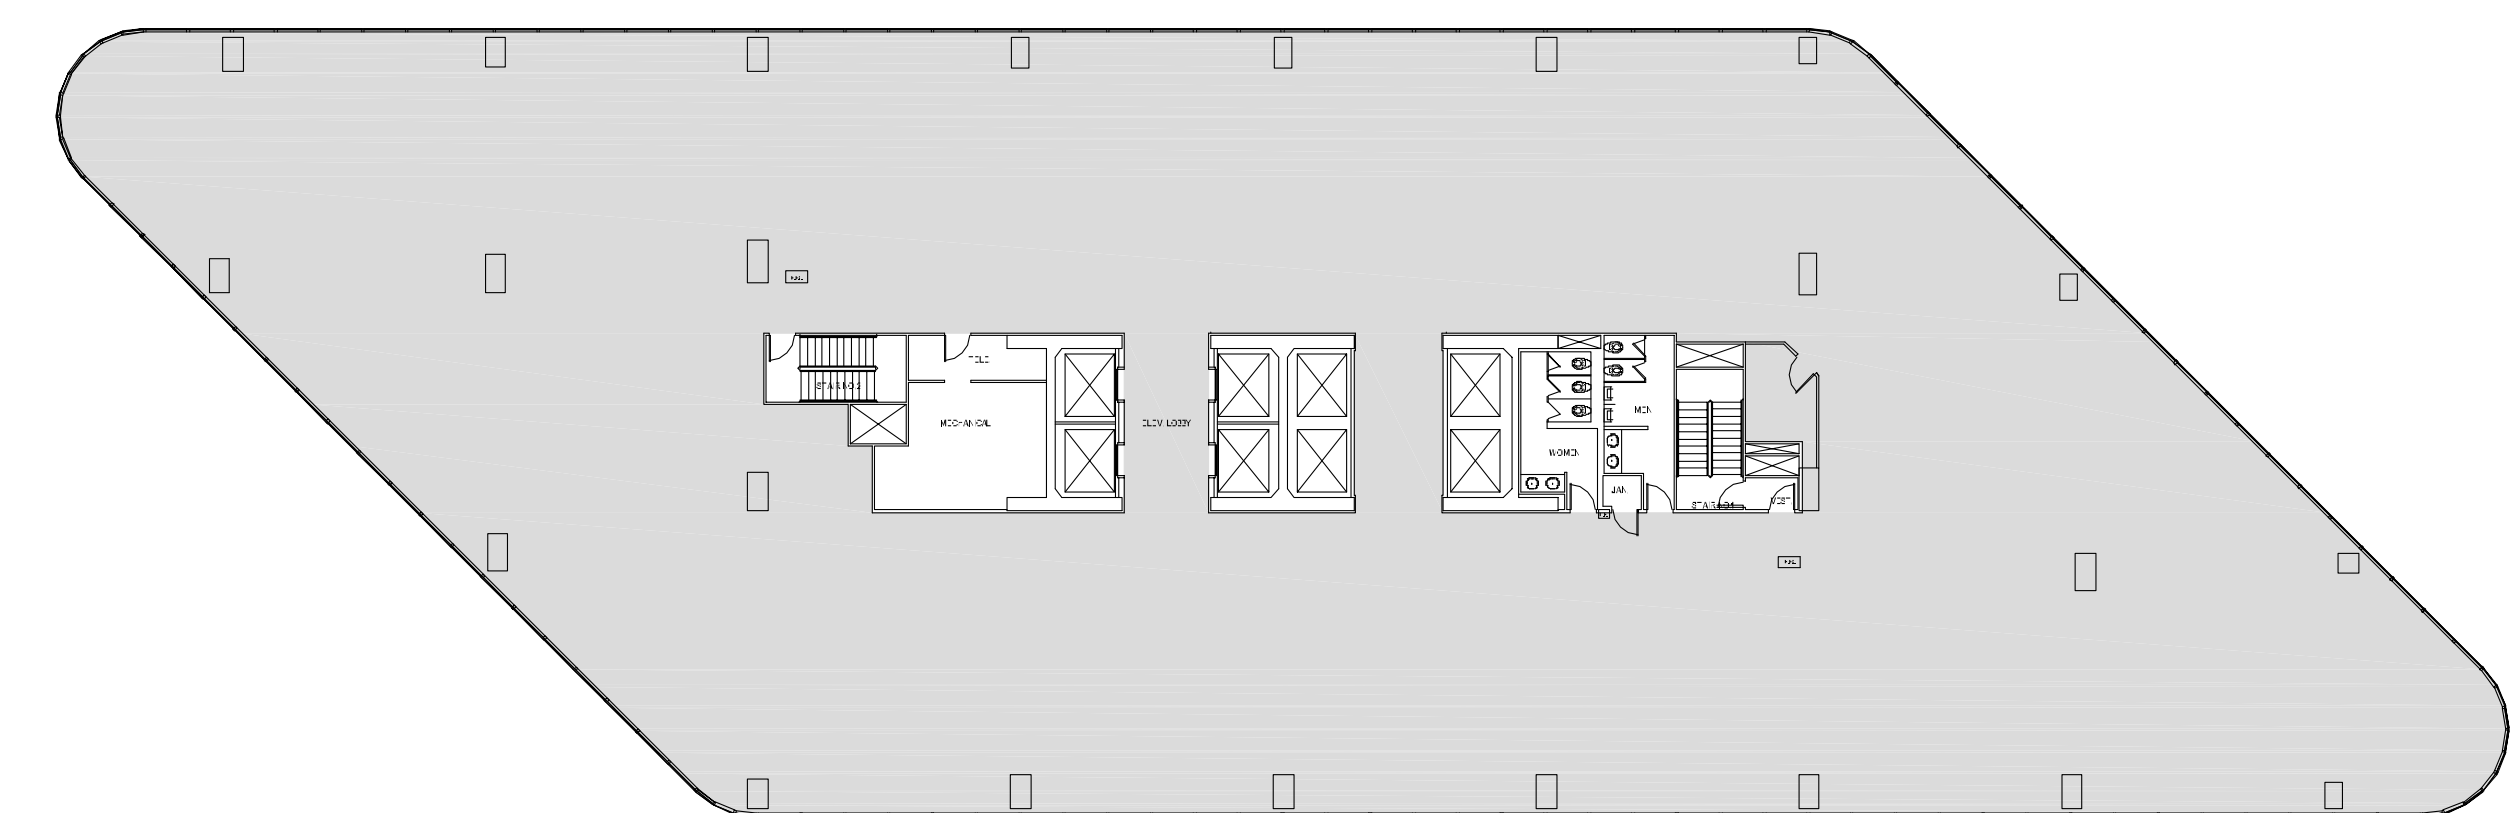 TELE
STAIR NO.2
MECHANICAL
ELEV. LOBBY
MEN
WOMEN
JAN.
VEST.